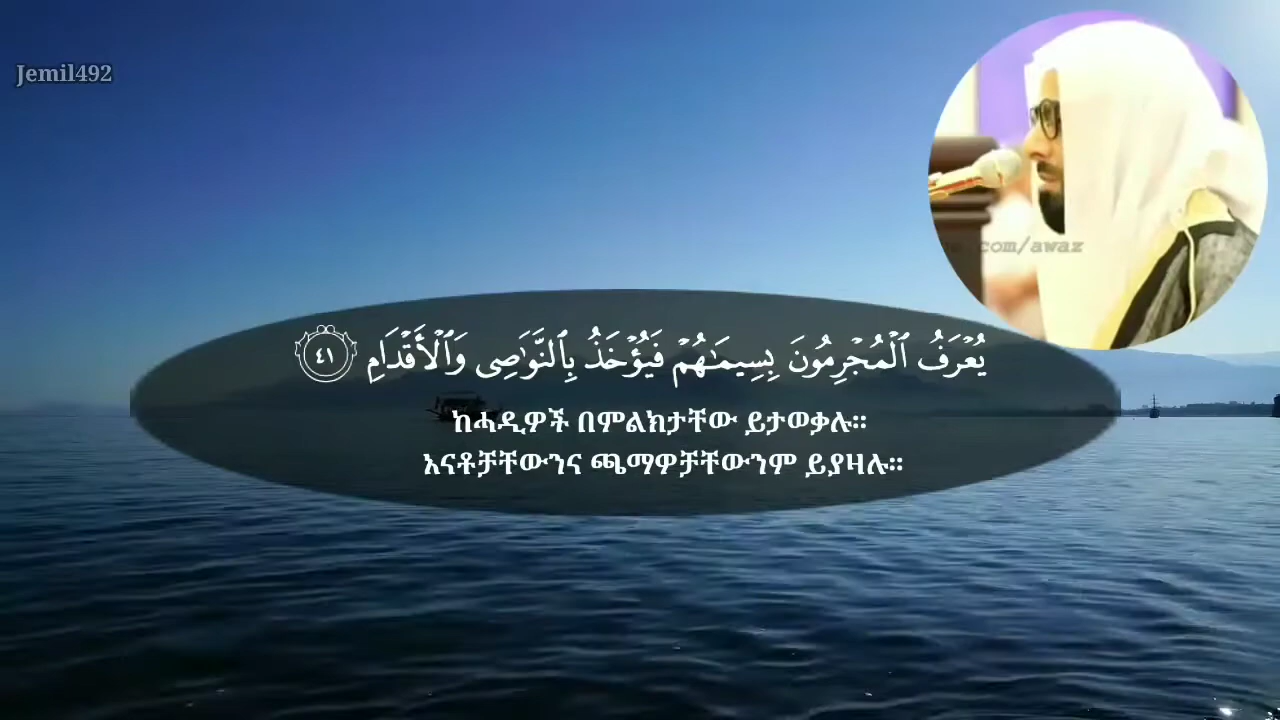 Jemil492
.com/awaz
يُعۡرَفُ ٱلۡمُجۡرِمُونَ بِسِيمَٰهُمۡ فَيُؤۡخَذُ بِٱلنَّوَٰصِى وَٱلۡأَقۡدَامِ ٤١
ከሓዲዎች በምልክታቸው ይታወቃሉ፡፡
አናቶቻቸውንና ጫማዎቻቸውንም ይያዛሉ፡፡